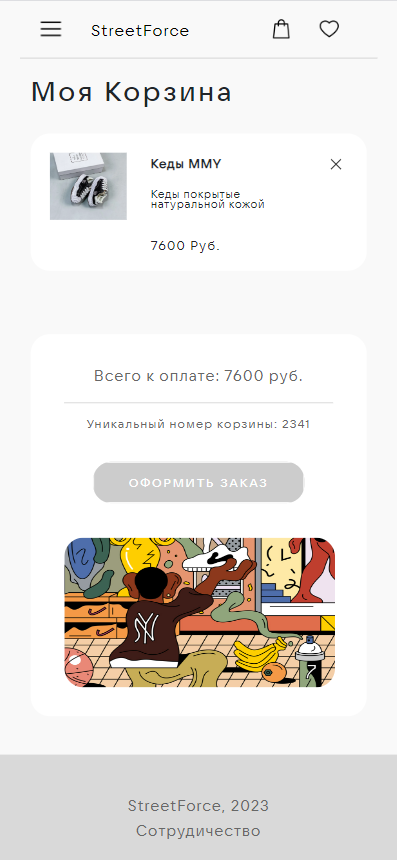 StreetForce
Моя Корзина
Кеды MMY
Кеды покрытые
натуральной кожой
7600 Руб.
Всего к оплате: 7600 руб.
Уникальный номер корзины: 2341
ОФОРМИТЬ ЗАКАЗ
NY
StreetForce, 2023
Сотрудичество